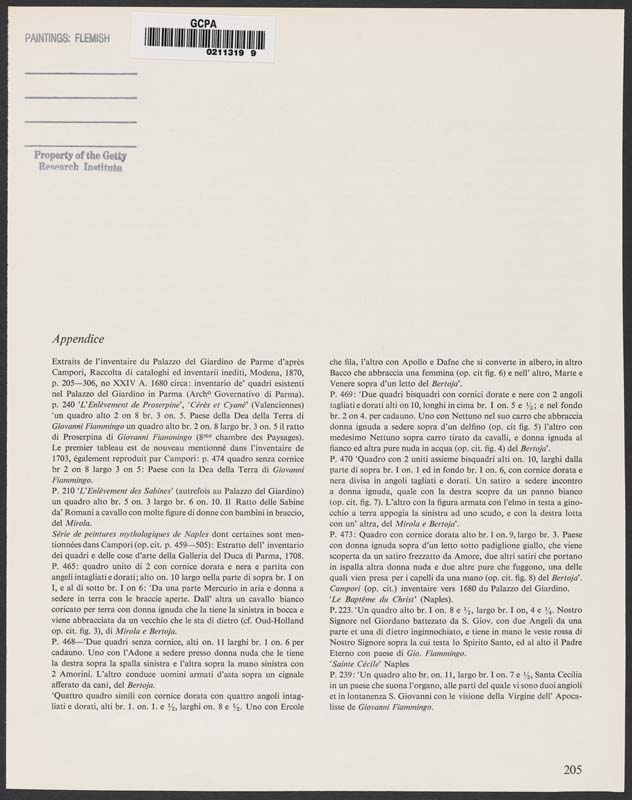 PAINTINGS: FLEMISH
GCPA
0211319 9
Property of the Getty
Research Institute
Appendice
Extraits de l'inventaire du Palazzo del Giardino de Parme d'après
Campori, Raccolta di cataloghi ed inventarii inediti, Modena, 1870,
p. 205—306, no XXIV A. 1680 circa: inventario de' quadri esistenti
nel Palazzo del Giardino in Parma (Archo Governativo di Parma).
p. 240 'L'Enlèvement de Proserpine', 'Cérès et Cyané' (Valenciennes)
'un quadro alto 2 on 8 br. 3 on. 5. Paese della Dea della Terra di
Giovanni Fiammingo un quadro alto br. 2 on. 8 largo br. 3 on. 5 il ratto
di Proserpina di Giovanni Fiammingo (8me chambre des Paysages).
Le premier tableau est de nouveau mentionné dans l'inventaire de
1703, également reproduit par Campori: p. 474 quadro senza cornice
br 2 on 8 largo 3 on 5: Paese con la Dea della Terra di Giovanni
Fiammingo.
P. 210 'L'Enlèvement des Sabines' (autrefois au Palazzo del Giardino)
un quadro alto br. 5 on. 3 largo br. 6 on. 10. Il Ratto delle Sabine
da' Romani a cavallo con molte figure di donne con bambini in braccio,
del Mirola.
Série de peintures mythologiques de Naples dont certaines sont men-
tionnées dans Campori (op. cit. p. 459—505): Estratto dell' inventario
dei quadri e delle cose d'arte della Galleria del Duca di Parma, 1708.
P. 465: quadro unito di 2 con cornice dorata e nera e partita con
angeli intagliati e dorati; alto on. 10 largo nella parte di sopra br. I on
I, e al di sotto br. I on 6: 'Da una parte Mercurio in aria e donna a
sedere in terra con le braccie aperte. Dall' altra un cavallo bianco
coricato per terra con donna ignuda che la tiene la sinistra in bocca e
viene abbracciata da un vecchio che le sta di dietro (cf. Oud-Holland
op. cit. fig. 3), di Mirola e Bertoja.
P. 468—'Due quadri senza cornice, alti on. 11 larghi br. 1 on. 6 per
cadauno. Uno con l'Adone a sedere presso donna nuda che le tiene
la destra sopra la spalla sinistra e l'altra sopra la mano sinistra con
2 Amorini. L'altro conduce uomini armati d'asta sopra un cignale
afferato da cani, del Bertoja.
'Quattro quadri simili con cornice dorata con quattro angoli intag-
liati e dorati, alti br. 1. on. 1. e ½, larghi on. 8 e ½. Uno con Ercole
che fila, l'altro con Apollo e Dafne che si converte in albero, in altro
Bacco che abbraccia una femmina (op. cit fig. 6) e nell' altro, Marte e
Venere sopra d'un letto del Bertoja'.
P. 469: 'Due quadri bisquadri con cornici dorate e nere con 2 angoli
tagliati e dorati alti on 10, longhi in cima br. I on. 5 e ½; e nel fondo
br. 2 on 4. per cadauno. Uno con Nettuno nel suo carro che abbraccia
donna ignuda a sedere sopra d'un delfino (op. cit fig. 5) l'altro con
medesimo Nettuno sopra carro tirato da cavalli, e donna ignuda al
fianco ed altra pure nuda in acqua (op. cit. fig. 4) del Bertoja'.
P. 470 'Quadro con 2 uniti assieme bisquadri alti on. 10, larghi dalla
parte di sopra br. I on. 1 ed in fondo br. I on. 6, con cornice dorata e
nera divisa in angoli tagliati e dorati. Un satiro a sedere incontro
a donna ignuda, quale con la destra scopre da un panno bianco
(op. cit. fig. 7). L'altro con la figura armata con l'elmo in testa a gino-
cchio a terra appogia la sinistra ad uno scudo, e con la destra lotta
con un' altra, del Mirola e Bertoja'.
P. 473: Quadro con cornice dorata alto br. I on. 9, largo br. 3. Paese
con donna ignuda sopra d'un letto sotto padiglione giallo, che viene
scoperta da un satiro frezzato da Amore, due altri satiri che portano
in ispalla altra donna nuda e due altre pure che fuggono, una delle
quali vien presa per i capelli da una mano (op. cit. fig. 8) del Bertoja'.
Campori (op. cit.) inventaire vers 1680 du Palazzo del Giardino.
'Le Baptême du Christ' (Naples).
P. 223. 'Un quadro alto br. I on. 8 e ½, largo br. I on, 4 e ¼. Nostro
Signore nel Giordano battezato da S. Giov. con due Angeli da una
parte et una di dietro inginnochiato, e tiene in mano le veste rossa di
Nostro Signore sopra la cui testa lo Spirito Santo, ed al alto il Padre
Eterno con paese di Gio. Fiammingo.
'Sainte Cécile' Naples
P. 239: 'Un quadro alto br. on. 11, largo br. I on. 7 e ½, Santa Cecilia
in un paese che suona l'organo, alle parti del quale vi sono duoi angioli
et in lontanenza S. Giovanni con le visione della Virgine dell' Apoca-
lisse de Giovanni Fiammingo.
205